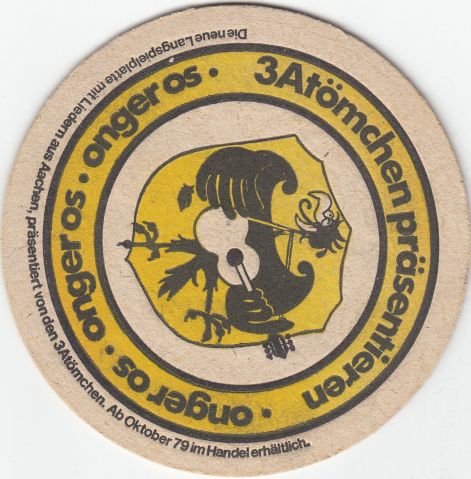 3Atömchen präsentieren · onger os · onger os · onger os ·
Die neue Langspielplatte mit Liedern aus Aachen, präsentiert von den 3Atömchen. Ab Oktober 79 im Handel erhältlich.